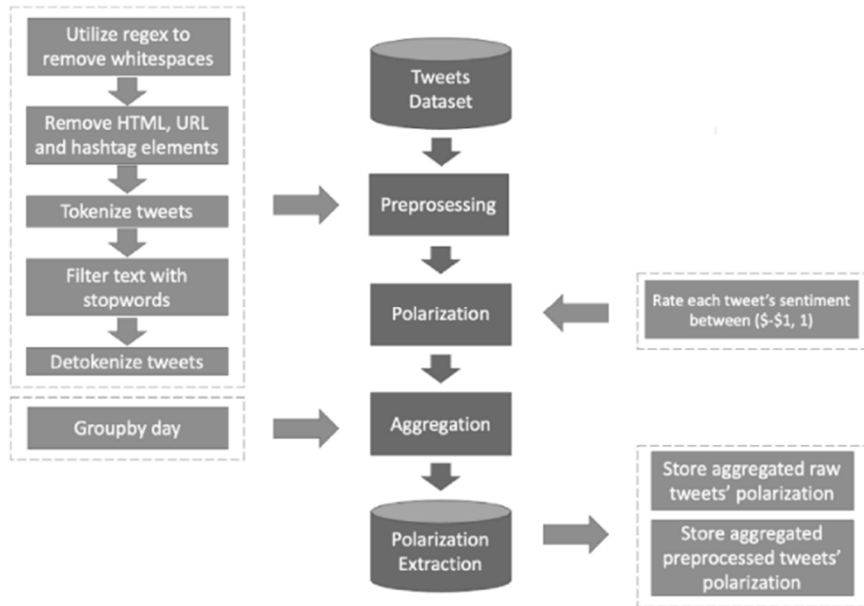 Utilize regex to
remove whitespaces
Remove HTML, URL
and hashtag elements
Tokenize tweets
Filter text with
stopwords
Detokenize tweets
Groupby day
Tweets
Dataset
Preprosessing
Polarization
Aggregation
Polarization
Extraction
Rate each tweet's sentiment
between ($-$1, 1)
Store aggregated raw
tweets' polarization
Store aggregated
preprocessed tweets'
polarization